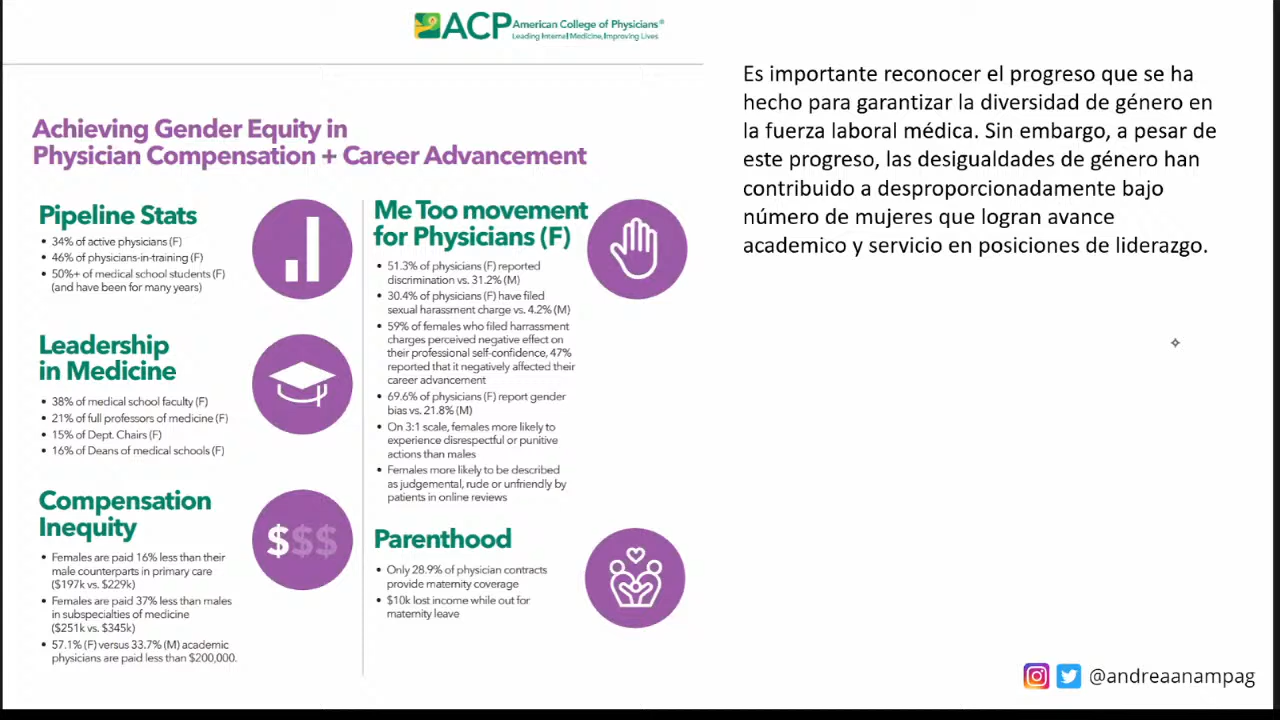 ACP American College of Physicians®
Leading Internal Medicine, Improving Lives
Achieving Gender Equity in
Physician Compensation + Career Advancement
Pipeline Stats
• 34% of active physicians (F)
• 46% of physicians-in-training (F)
• 50%+ of medical school students (F)
(and have been for many years)
Leadership
in Medicine
• 38% of medical school faculty (F)
• 21% of full professors of medicine (F)
• 15% of Dept. Chairs (F)
• 16% of Deans of medical schools (F)
Compensation
Inequity
$$$
• Females are paid 16% less than their
male counterparts in primary care
($197k vs. $229k)
• Females are paid 37% less than males
in subspecialties of medicine
($251k vs. $345k)
• 57.1% (F) versus 33.7% (M) academic
physicians are paid less than $200,000.
Me Too movement
for Physicians (F)
• 51.3% of physicians (F) reported
discrimination vs. 31.2% (M)
• 30.4% of physicians (F) have filed
sexual harassment charge vs. 4.2% (M)
• 59% of females who filed harrassment
charges perceived negative effect on
their professional self-confidence, 47%
reported that it negatively affected their
career advancement
• 69.6% of physicians (F) report gender
bias vs. 21.8% (M)
• On 3:1 scale, females more likely to
experience disrespectful or punitive
actions than males
• Females more likely to be described
as judgemental, rude or unfriendly by
patients in online reviews
Parenthood
• Only 28.9% of physician contracts
provide maternity coverage
• $10k lost income while out for
maternity leave
Es importante reconocer el progreso que se ha
hecho para garantizar la diversidad de género en
la fuerza laboral médica. Sin embargo, a pesar de
este progreso, las desigualdades de género han
contribuido a desproporcionadamente bajo
número de mujeres que logran avance
academico y servicio en posiciones de liderazgo.
@andreaanampag